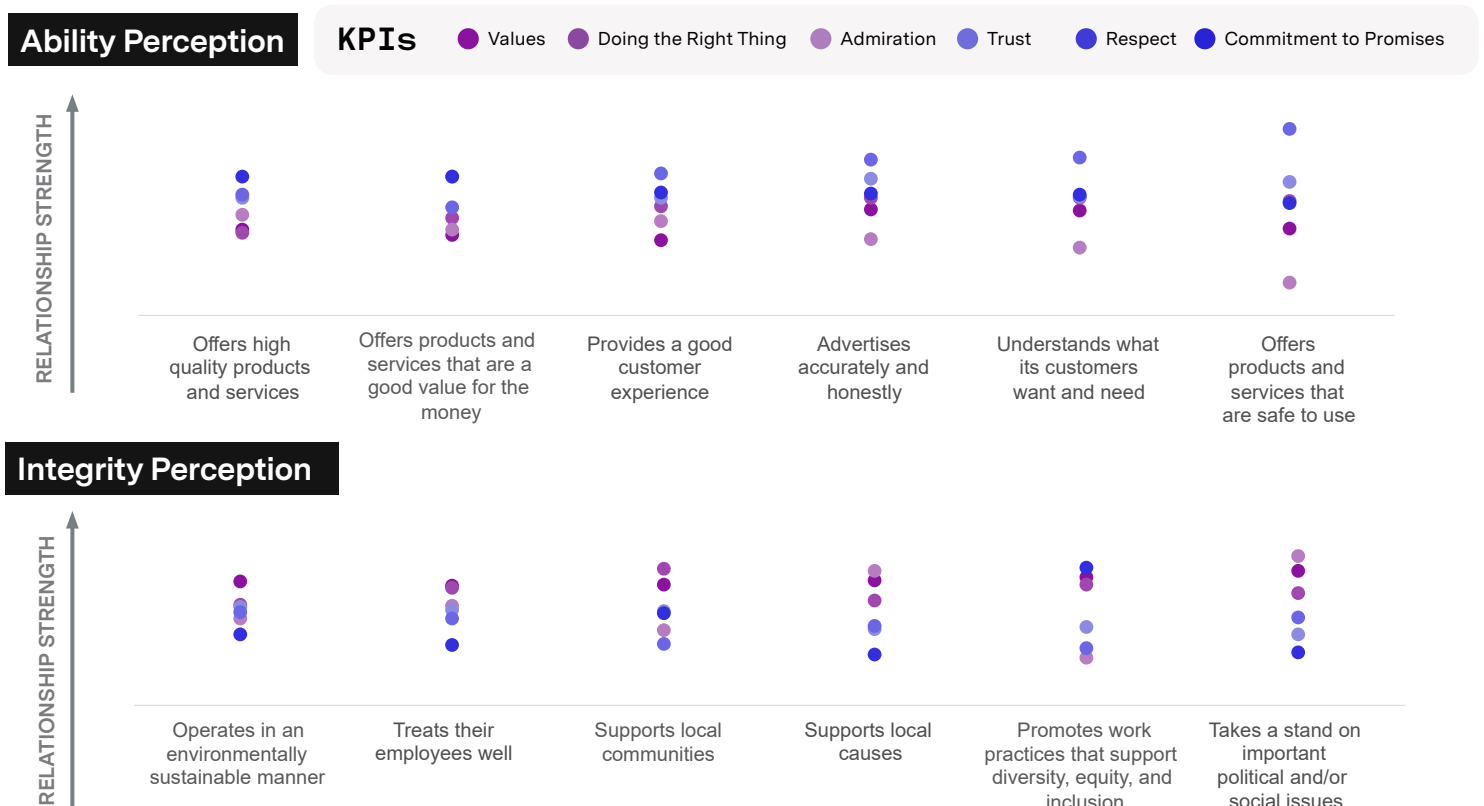 Ability Perception
KPIs
Values
Doing the Right Thing
Admiration
Trust
Respect
Commitment to Promises
RELATIONSHIP STRENGTH
Offers high
quality products
and services
Offers products and
services that are a
good value for the
money
Provides a good
customer
experience
Advertises
accurately and
honestly
Understands what
its customers
want and need
Offers
products and
services that
are safe to use
Integrity Perception
RELATIONSHIP STRENGTH
Operates in an
environmentally
sustainable manner
Treats their
employees well
Supports local
communities
Supports local
causes
Promotes work
practices that support
diversity, equity, and
inclusion
Takes a stand on
important
political and/or
social issues